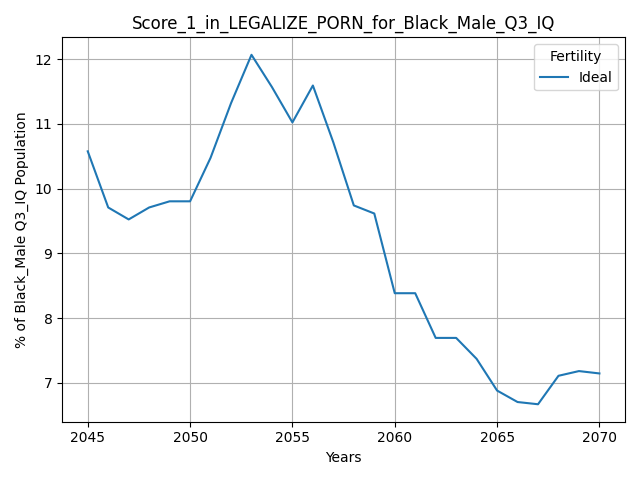 Score_1_in_LEGALIZE_PORN_for_Black_Male_Q3_IQ
Fertility
Ideal
% of Black_Male Q3_IQ Population
12
11
10
9
8
7
2045
2050
2055
2060
2065
2070
Years